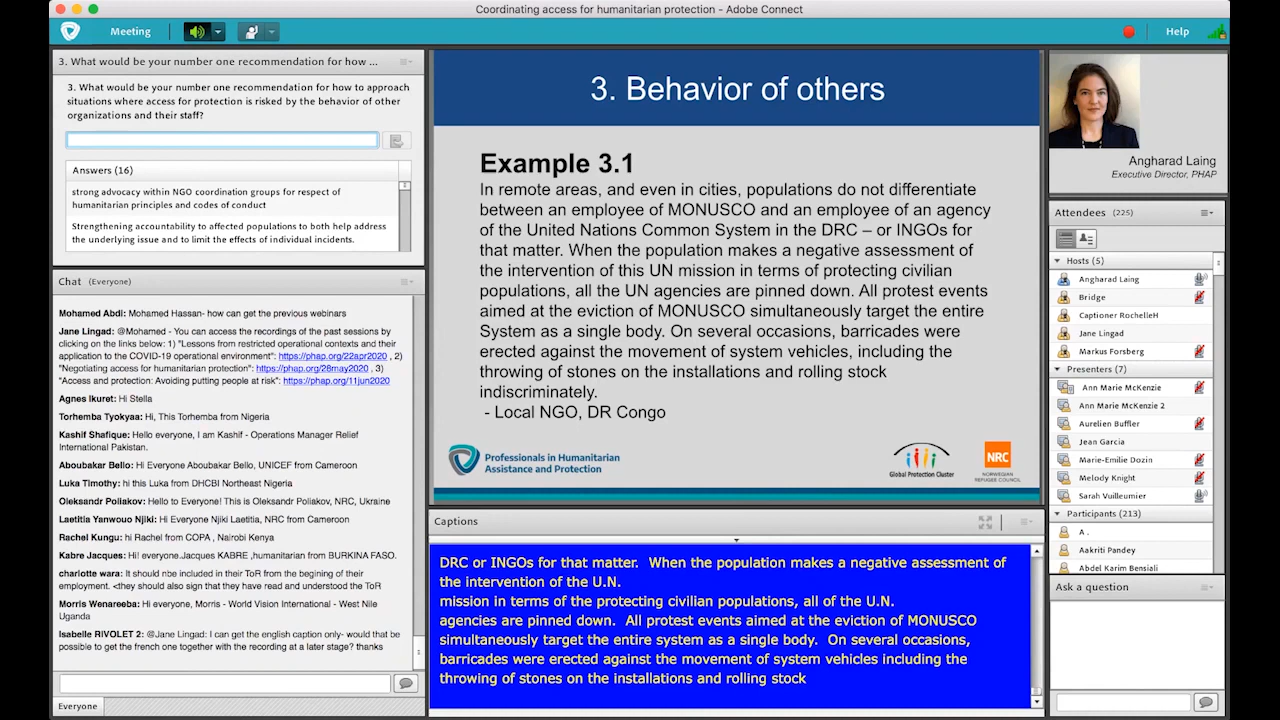 Coordinating access for humanitarian protection - Adobe Connect
Meeting
Help
3. What would be your number one recommendation for how ...
3. What would be your number one recommendation for how to approach
situations where access for protection is risked by the behavior of other
organizations and their staff?
Answers (16)
strong advocacy within NGO coordination groups for respect of
humanitarian principles and codes of conduct
Strengthening accountability to affected populations to both help address
the underlying issue and to limit the effects of individual incidents.
Chat (Everyone)
Mohamed Abdi: Mohamed Hassan- how can get the previous webinars
Jane Lingad: @Mohamed - You can access the recordings of the past sessions by
clicking on the links below: 1) "Lessons from restricted operational contexts and their
application to the COVID-19 operational environment": https://phap.org/22apr2020 , 2)
"Negotiating access for humanitarian protection": https://phap.org/28may2020 , 3)
"Access and protection: Avoiding putting people at risk": https://phap.org/11jun2020
Agnes Ikuret: Hi Stella
Torhemba Tyokyaa: Hi, This Torhemba from Nigeria
Kashif Shafique: Hello everyone, I am Kashif - Operations Manager Relief
International Pakistan.
Aboubakar Bello: Hi Everyone Aboubakar Bello, UNICEF from Cameroon
Luka Timothy: hi this Luka from DHCBI Northeast Nigeria
Oleksandr Poliakov: Hello to Everyone! This is Oleksandr Poliakov, NRC, Ukraine
Laetitia Yanwouo Njiki: Hi Everyone Njiki Laetitia, NRC from Cameroon
Rachel Kungu: hi Rachel from COPA , Nairobi Kenya
Kabre Jacques: Hi! everyone.Jacques KABRE ,humanitarian from BURKINA FASO.
charlotte wara: It should nbe included in their ToR from the begining of their
employment. <they should also sign that they have read and understood the ToR
Morris Wenareeba: Hi everyone, Morris - World Vision International - West Nile
Uganda
Isabelle RIVOLET 2: @Jane Lingad: I can get the english caption only- would that be
possible to get the french one together with the recording at a later stage? thanks
Everyone
3. Behavior of others
Example 3.1
In remote areas, and even in cities, populations do not differentiate
between an employee of MONUSCO and an employee of an agency
of the United Nations Common System in the DRC – or INGOs for
that matter. When the population makes a negative assessment of
the intervention of this UN mission in terms of protecting civilian
populations, all the UN agencies are pinned down. All protest events
aimed at the eviction of MONUSCO simultaneously target the entire
System as a single body. On several occasions, barricades were
erected against the movement of system vehicles, including the
throwing of stones on the installations and rolling stock
indiscriminately.
- Local NGO, DR Congo
Professionals in Humanitarian
Assistance and Protection
Global Protection Cluster
NRC
NORWEGIAN
REFUGEE COUNCIL
Captions
DRC or INGOs for that matter. When the population makes a negative assessment of
the intervention of the U.N.
mission in terms of the protecting civilian populations, all of the U.N.
agencies are pinned down. All protest events aimed at the eviction of MONUSCO
simultaneously target the entire system as a single body. On several occasions,
barricades were erected against the movement of system vehicles including the
throwing of stones on the installations and rolling stock
Angharad Laing
Executive Director, PHAP
Attendees (225)
Hosts (5)
Angharad Laing
Bridge
Captioner RochelleH
Jane Lingad
Markus Forsberg
Presenters (7)
Ann Marie McKenzie
Ann Marie McKenzie 2
Aurelien Buffler
Jean Garcia
Marie-Emilie Dozin
Melody Knight
Sarah Vuilleumier
Participants (213)
A .
Aakriti Pandey
Abdel Karim Bensiali
Ask a question